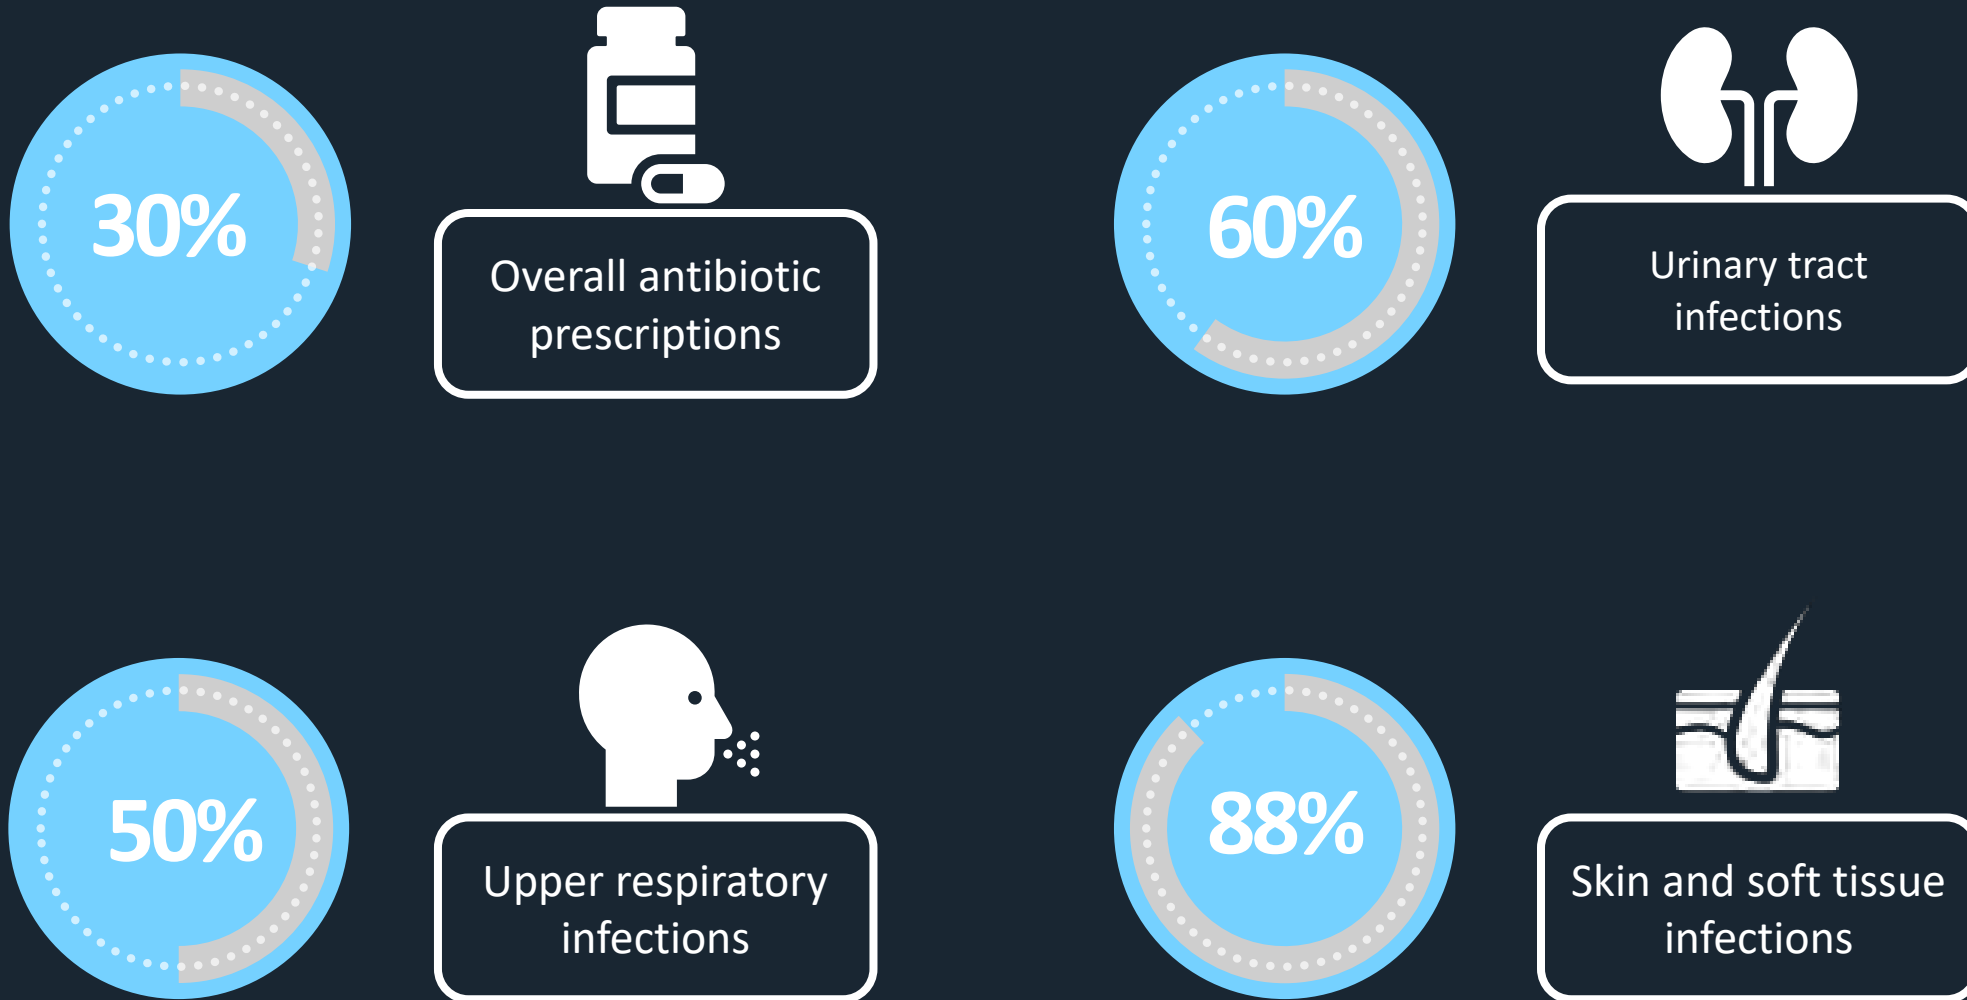 30%
Overall antibiotic
prescriptions
60%
Urinary tract
infections
50%
Upper respiratory
infections
88%
Skin and soft tissue
infections